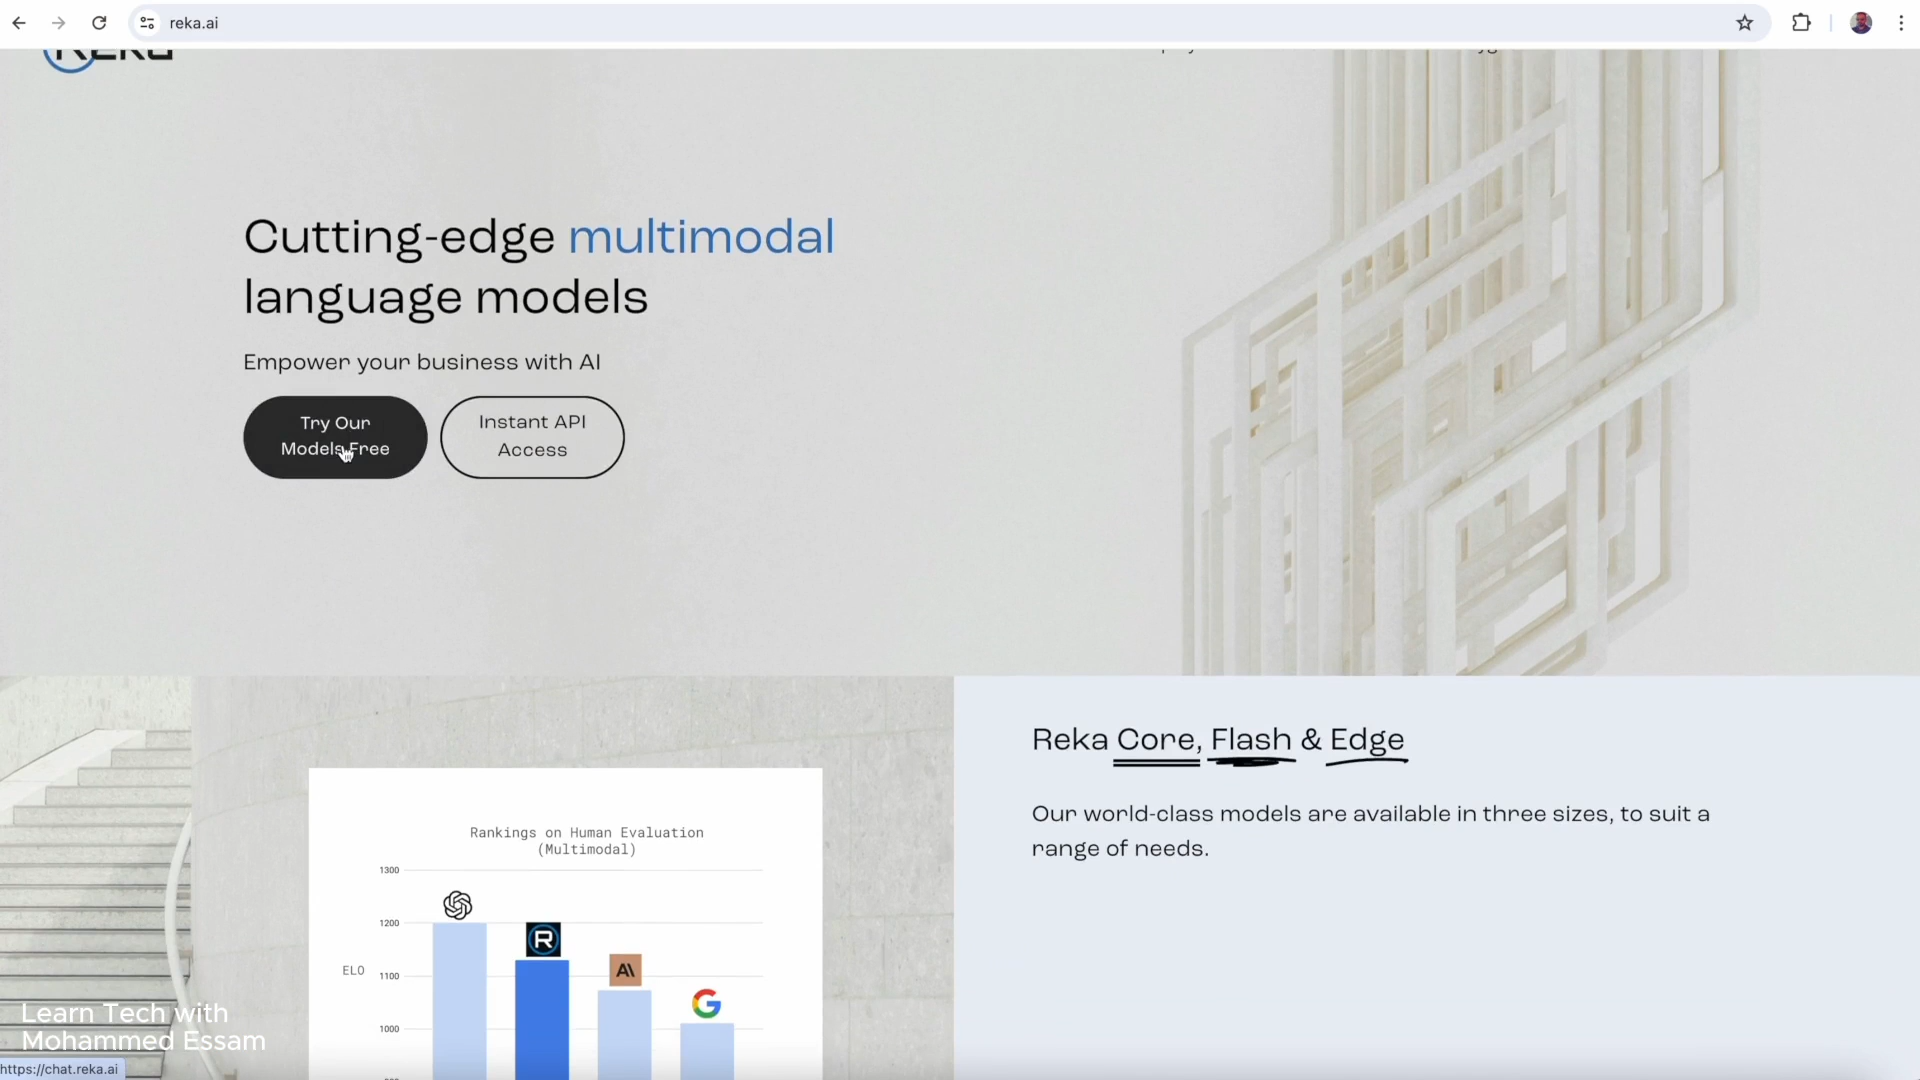 reka.ai
Cutting-edge multimodal
language models
Empower your business with AI
Try Our
Models Free
Instant API
Access
Reka Core, Flash & Edge
Our world-class models are available in three sizes, to suit a
range of needs.
Rankings on Human Evaluation
(Multimodal)
1300
1200
ELO
1100
1000
Learn Tech with
Mohammed Essam
https://chat.reka.ai